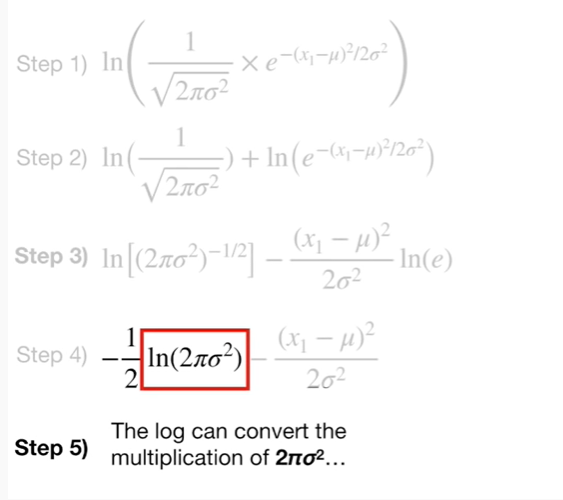 Step 1) ln(1/√(2πσ²) × e^(−(x₁−μ)²/2σ²))
Step 2) ln(1/√(2πσ²)) + ln(e^(−(x₁−μ)²/2σ²))
Step 3) ln[(2πσ²)^(−1/2)] − (x₁ − μ)²/2σ² ln(e)
Step 4) −1/2 ln(2πσ²) − (x₁ − μ)²/2σ²
Step 5) The log can convert the
multiplication of 2πσ²…